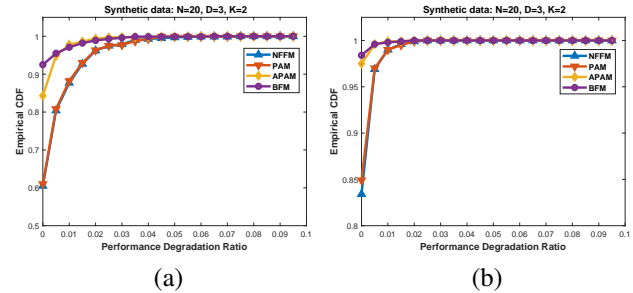 Synthetic data: N=20, D=3, K=2
1
0.9
0.8
0.7
0.6
0.5
Empirical CDF
NFFM
PAM
APAM
BFM
0 0.01 0.02 0.03 0.04 0.05 0.06 0.07 0.08 0.09 0.1
Performance Degradation Ratio
(a)
Synthetic data: N=20, D=3, K=2
1
0.95
0.9
0.85
0.8
Empirical CDF
NFFM
PAM
APAM
BFM
0 0.01 0.02 0.03 0.04 0.05 0.06 0.07 0.08 0.09 0.1
Performance Degradation Ratio
(b)